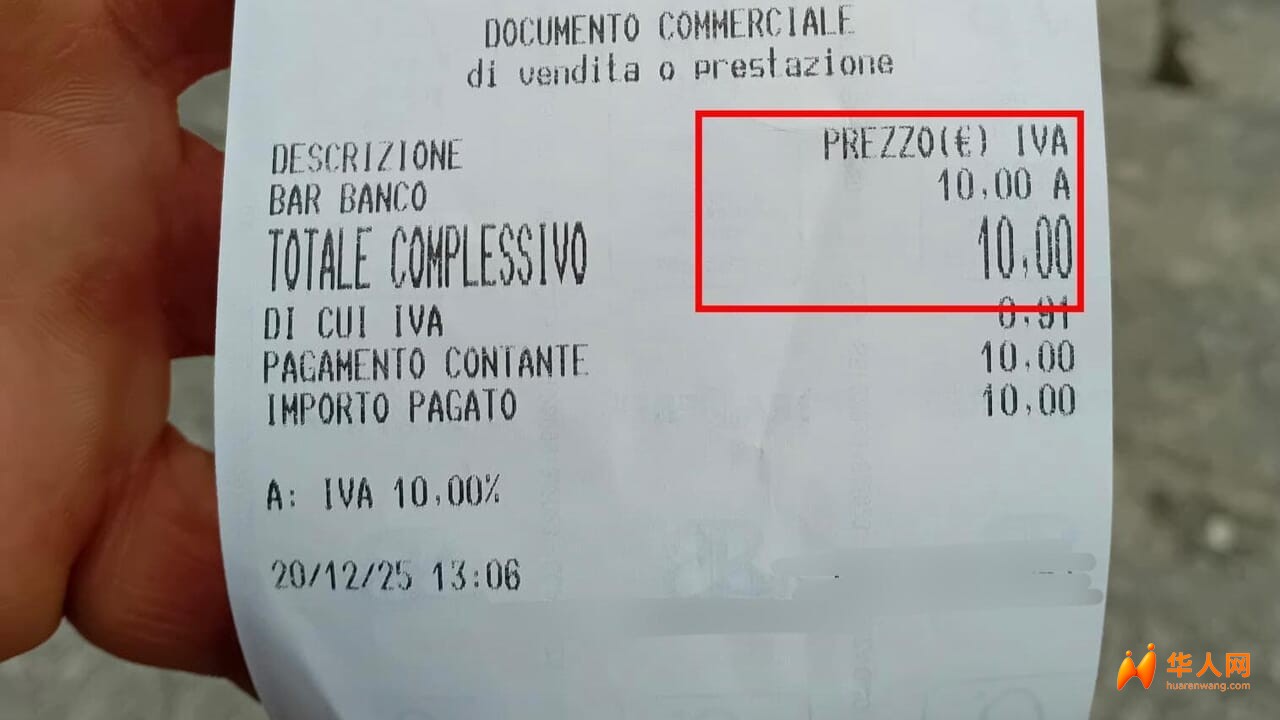 DOCUMENTO COMMERCIALE
di vendita o prestazione
DESCRIZIONE PREZZO(€) IVA
BAR BANCO 10,00 A
TOTALE COMPLESSIVO 10,00
DI CUI IVA 0,91
PAGAMENTO CONTANTE 10,00
IMPORTO PAGATO 10,00
A: IVA 10,00%
20/12/25 13:06
华人网
huarenwang.com